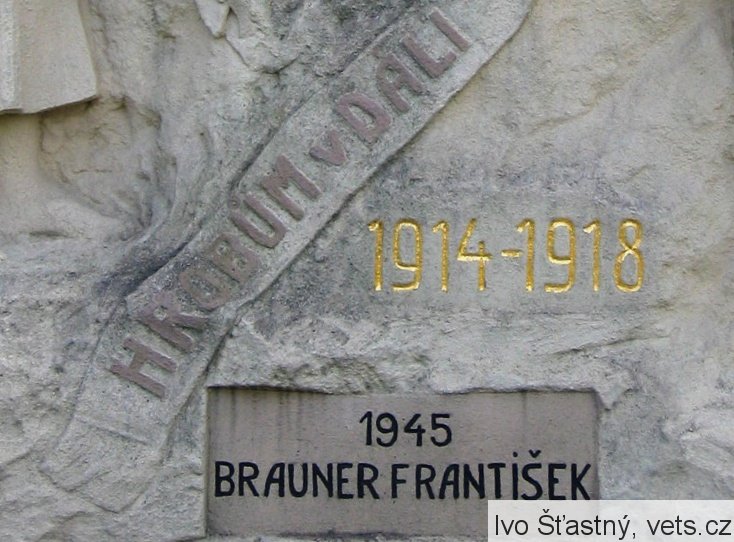 HROBŮM v DÁLI
1914-1918
1945
BRAUNER FRANTIŠEK
Ivo Šťastný, vets.cz